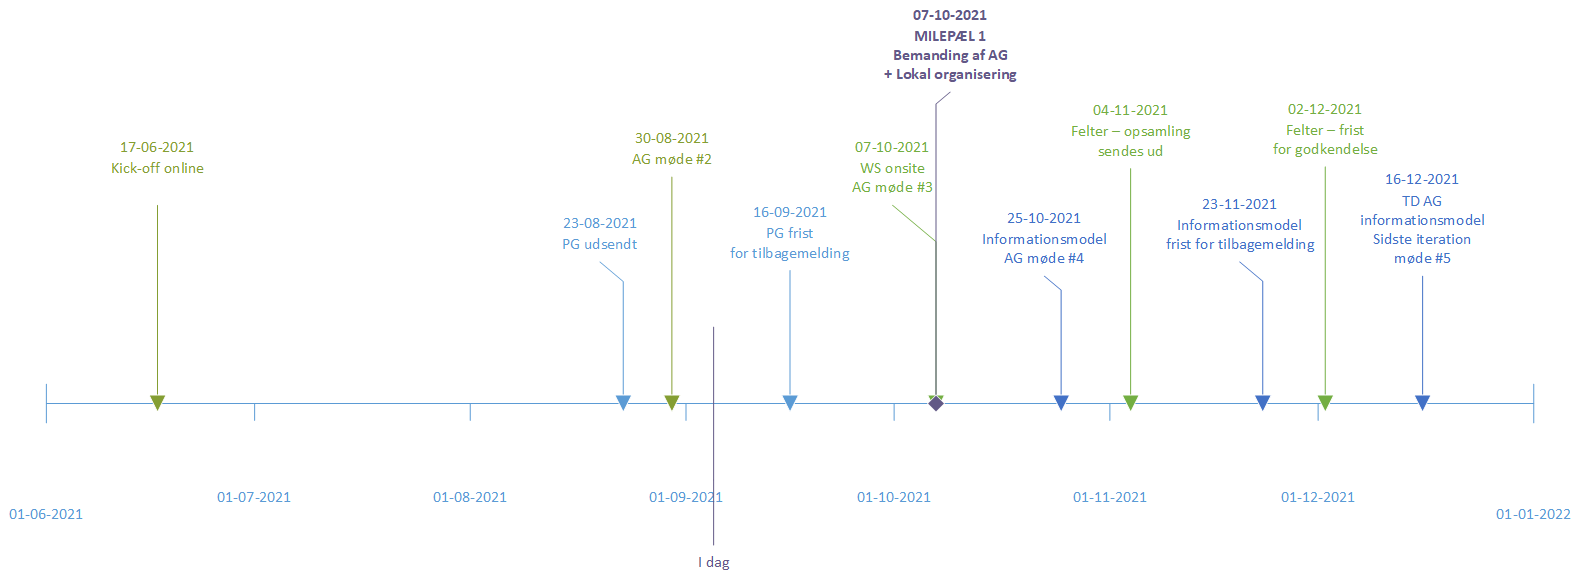 07-10-2021
MILEPÆL 1
Bemanding af AG
+ Lokal organisering
17-06-2021
Kick-off online
23-08-2021
PG udsendt
30-08-2021
AG møde #2
16-09-2021
PG frist
for tilbagemelding
07-10-2021
WS onsite
AG møde #3
25-10-2021
Informationsmodel
AG møde #4
04-11-2021
Felter – opsamling
sendes ud
23-11-2021
Informationsmodel
frist for tilbagemelding
02-12-2021
Felter – frist
for godkendelse
16-12-2021
TD AG
informationsmodel
Sidste iteration
møde #5
01-06-2021
01-07-2021
01-08-2021
01-09-2021
01-10-2021
01-11-2021
01-12-2021
01-01-2022
I dag